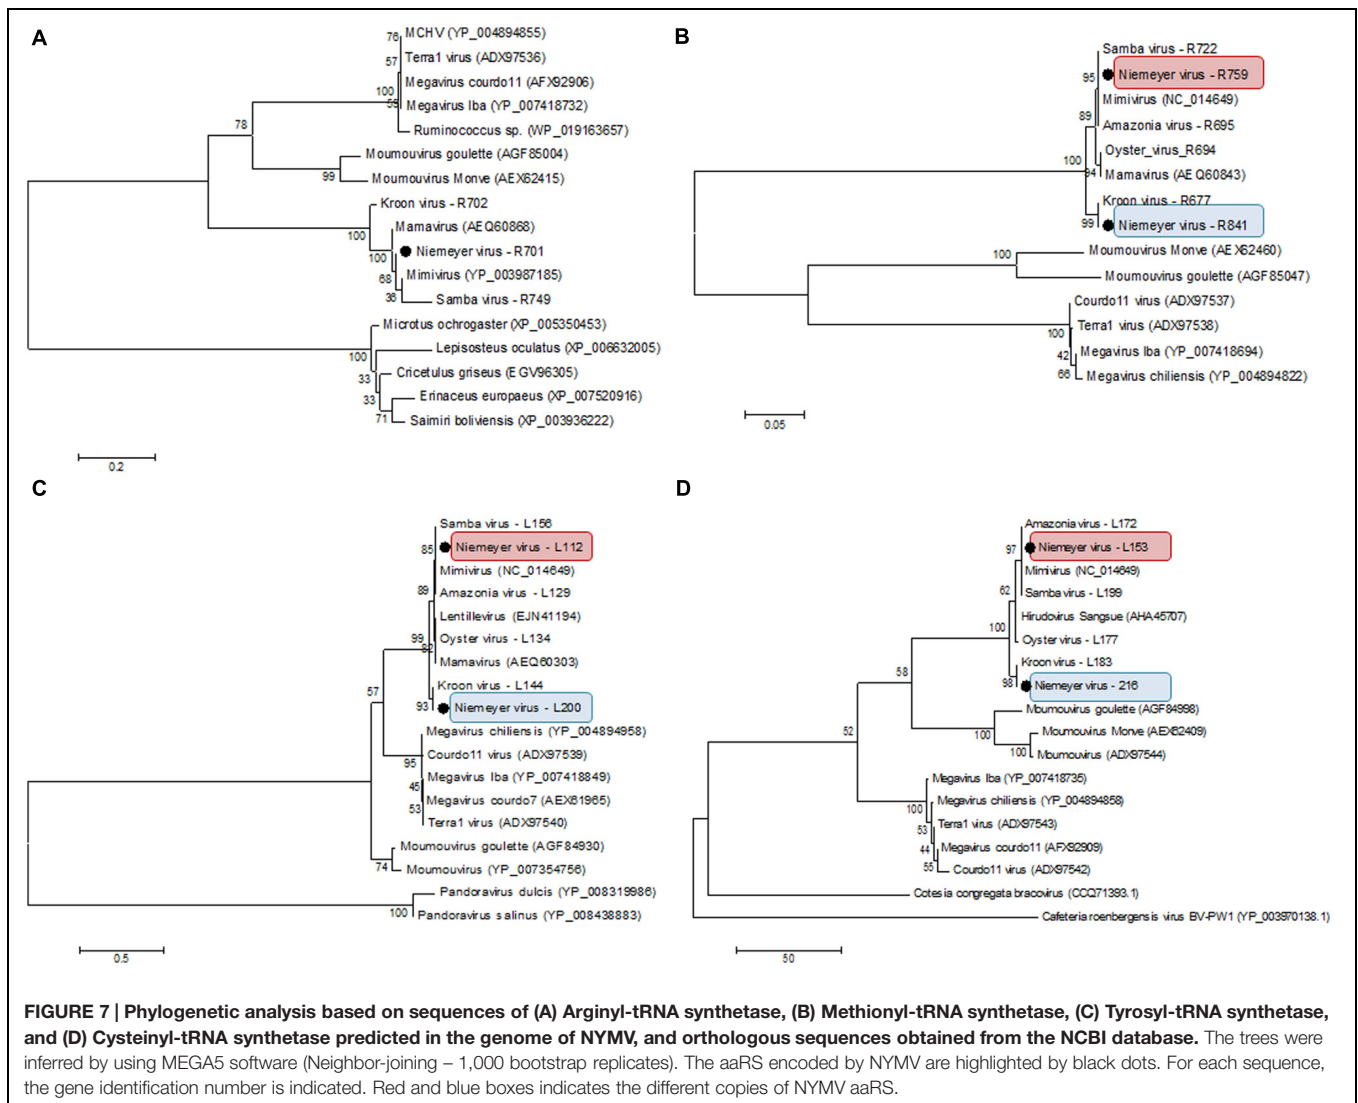 A
76
MCHV (YP_004894855)
57
Terra1 virus (ADX97536)
Megavirus courdo11 (AFX92906)
100
59
Megavirus lba (YP_007418732)
Ruminococcus sp. (WP_019163657)
78
Moumouvirus goulette (AGF85004)
99
Moumouvirus Monve (AEX62415)
Kroon virus - R702
100
Mamavirus (AEQ60868)
Niemeyer virus - R701
100
Mimivirus (YP_003987185)
68
36
Samba virus - R749
Microtus ochrogaster (XP_005350453)
100
Lepisosteus oculatus (XP_006632005)
33
Cricetulus griseus (EGV96305)
33
Erinaceus europaeus (XP_007520916)
71
Saimiri boliviensis (XP_003936222)
0.2
B
Samba virus - R722
95
Niemeyer virus - R759
Mimivirus (NC_014649)
89
Amazonia virus - R695
Oyster_virus_R694
100
94
Mamavirus (AEQ60843)
Kroon virus - R677
99
Niemeyer virus - R841
100
Moumouvirus Monve (AEX62460)
Moumouvirus goulette (AGF85047)
Courdo11 virus (ADX97537)
100
Terra1 virus (ADX97538)
42
Megavirus lba (YP_007418694)
66
Megavirus chiliensis (YP_004894822)
0.05
C
Samba virus - L156
85
Niemeyer virus - L112
Mimivirus (NC_014649)
89
Amazonia virus - L129
Lentillevirus (EJN41194)
99
Oyster virus - L134
82
Mamavirus (AEQ60303)
57
Kroon virus - L144
93
Niemeyer virus - L200
Megavirus chiliensis (YP_004894958)
Courdo11 virus (ADX97539)
95
Megavirus lba (YP_007418849)
45
Megavirus courdo7 (AEX61965)
53
Terra1 virus (ADX97540)
Moumouvirus goulette (AGF84930)
74
Moumouvirus (YP_007354756)
Pandoravirus dulcis (YP_008319986)
100
Pandoravirus salinus (YP_008438883)
0.5
D
Amazonia virus - L172
97
Niemeyer virus - L153
Mimivirus (NC_014649)
62
Samba virus - L199
Hirudovirus Sangsue (AHA45707)
100
Oyster virus - L177
Kroon virus - L183
58
98
Niemeyer virus - 216
Moumouvirus goulette (AGF84998)
52
100
Moumouvirus Monve (AEX62409)
100
Moumouvirus (ADX97544)
Megavirus lba (YP_007418735)
100
Megavirus chiliensis (YP_004894858)
Terra1 virus (ADX97543)
53
Megavirus courdo11 (AFX92909)
44
55
Courdo11 virus (ADX97542)
Cotesia congregata bracovirus (CCQ71393.1)
Cafeteria roenbergensis virus BV-PW1 (YP_003970138.1)
50
FIGURE 7 | Phylogenetic analysis based on sequences of (A) Arginyl-tRNA synthetase, (B) Methionyl-tRNA synthetase, (C) Tyrosyl-tRNA synthetase,
and (D) Cysteinyl-tRNA synthetase predicted in the genome of NYMV, and orthologous sequences obtained from the NCBI database. The trees were
inferred by using MEGA5 software (Neighbor-joining – 1,000 bootstrap replicates). The aaRS encoded by NYMV are highlighted by black dots. For each sequence,
the gene identification number is indicated. Red and blue boxes indicates the different copies of NYMV aaRS.